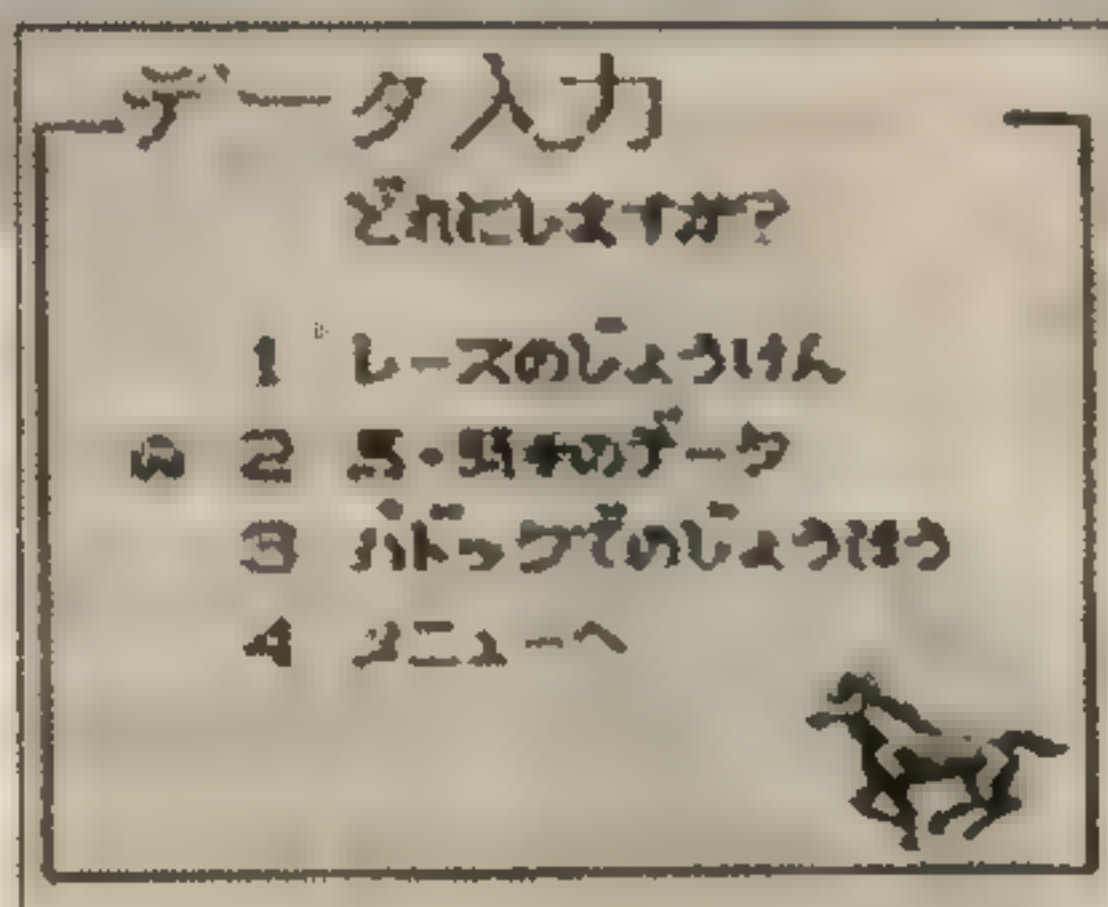 データ入力
どれにしますか?
1 レースのじょうけん
2 馬・騎手のデータ
3 パドックでのじょうほう
4 メニューへ